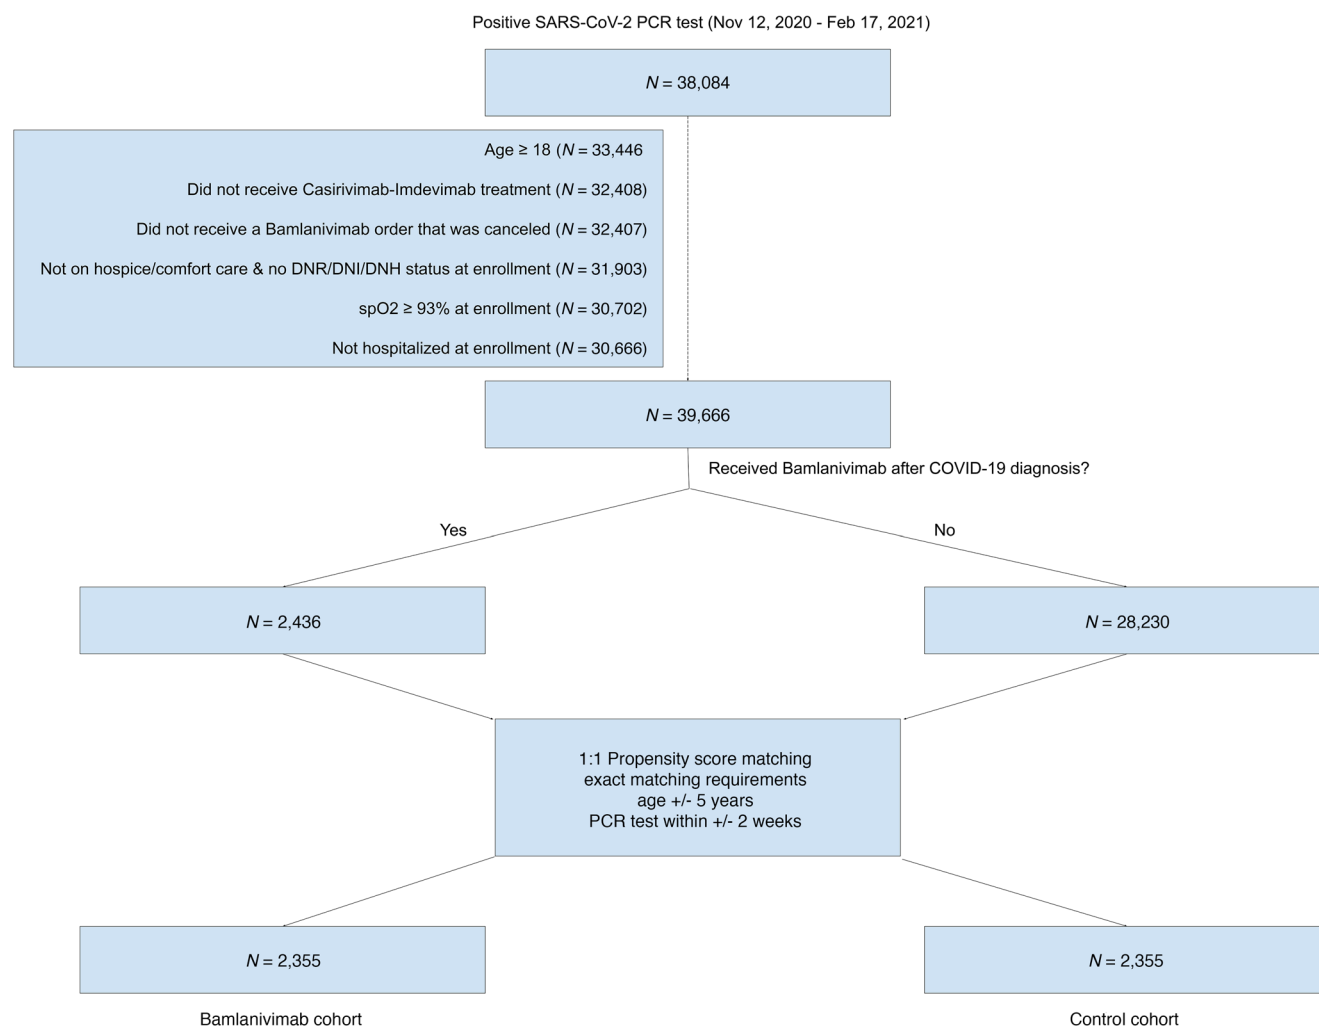 Positive SARS-CoV-2 PCR test (Nov 12, 2020 - Feb 17, 2021)
N = 38,084
Age ≥ 18 (N = 33,446
Did not receive Casirivimab-Imdevimab treatment (N = 32,408)
Did not receive a Bamlanivimab order that was canceled (N = 32,407)
Not on hospice/comfort care & no DNR/DNI/DNH status at enrollment (N = 31,903)
spO2 ≥ 93% at enrollment (N = 30,702)
Not hospitalized at enrollment (N = 30,666)
N = 39,666
Received Bamlanivimab after COVID-19 diagnosis?
Yes
No
N = 2,436
N = 28,230
1:1 Propensity score matching
exact matching requirements
age +/- 5 years
PCR test within +/- 2 weeks
N = 2,355
N = 2,355
Bamlanivimab cohort
Control cohort